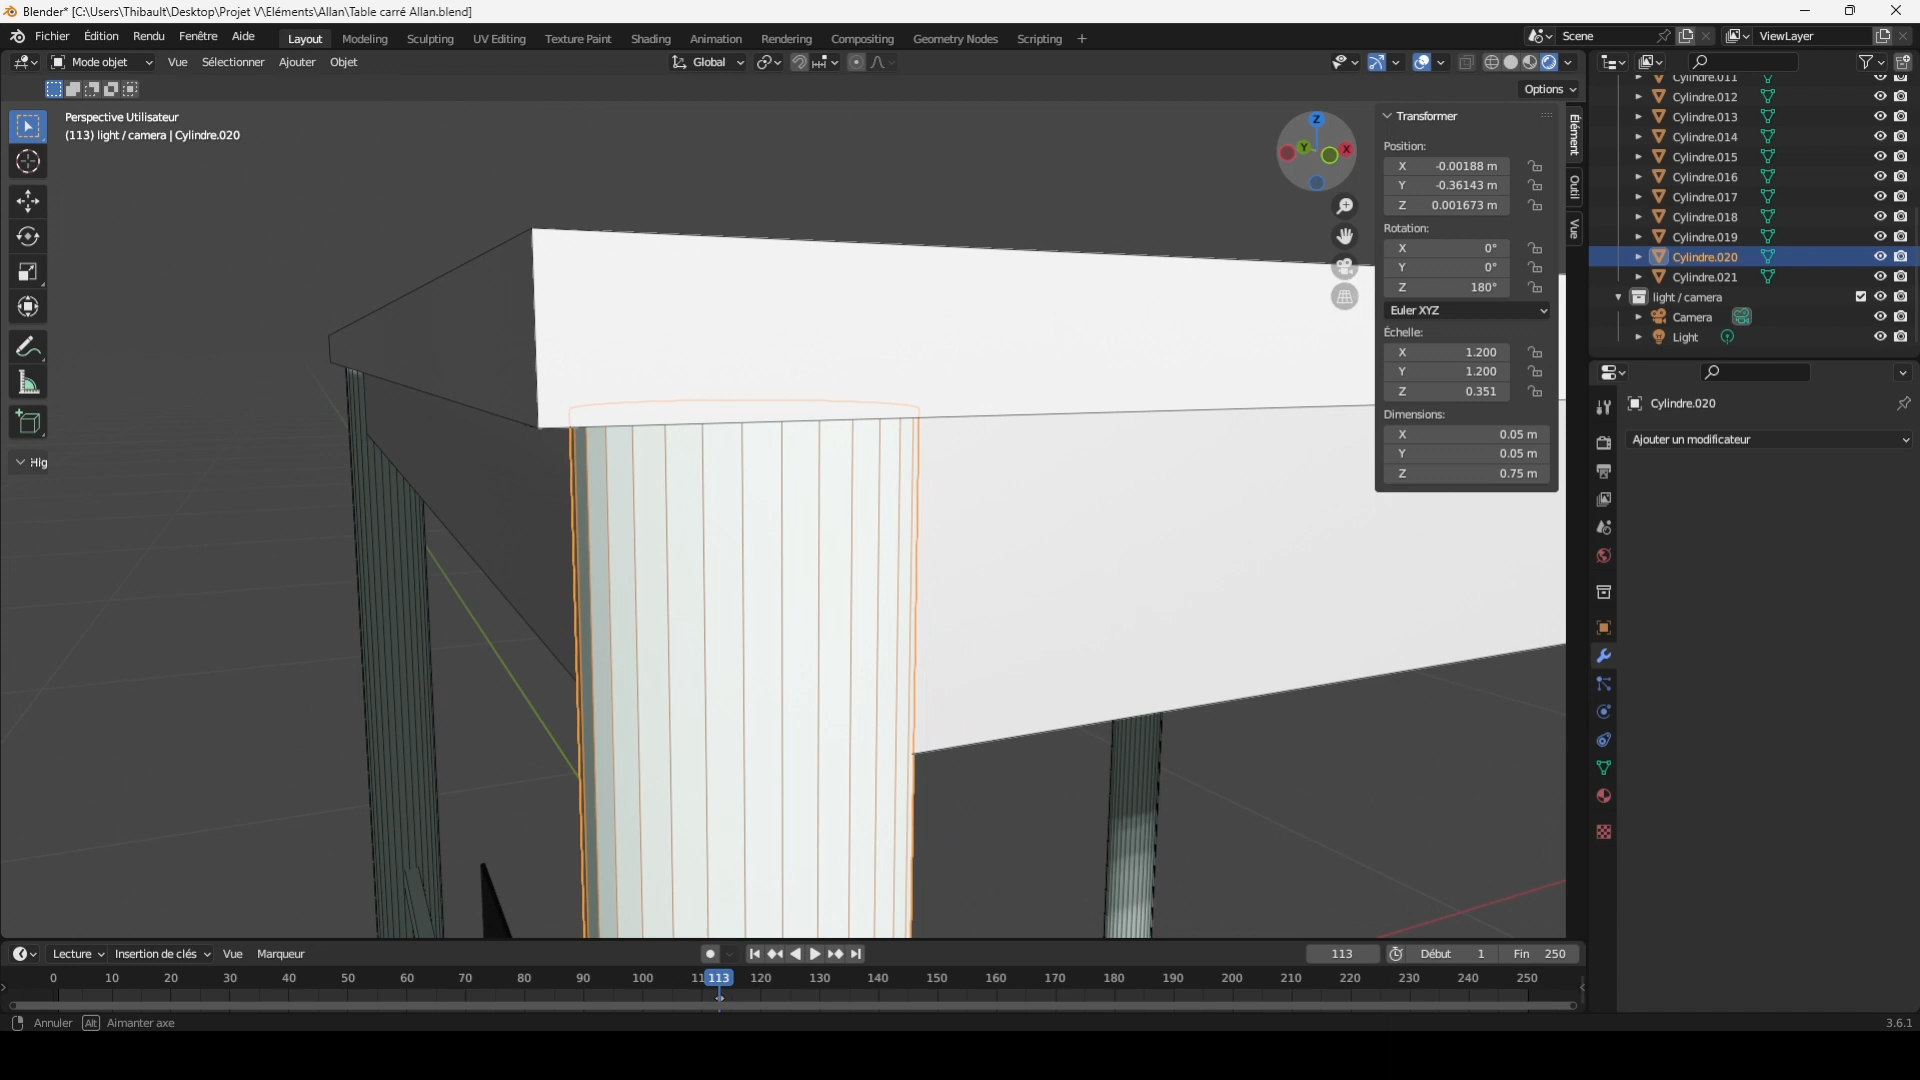 Blender* [C:\Users\Thibault\Desktop\Projet V\Eléments\Allan\Table carré Allan.blend]
Fichier Édition Rendu Fenêtre Aide
Layout Modeling Sculpting UV Editing Texture Paint Shading Animation Rendering Compositing Geometry Nodes Scripting +
Scene
ViewLayer
Mode objet Vue Sélectionner Ajouter Objet
Global
Options
Perspective Utilisateur
(113) light / camera | Cylindre.020
Hig
Z
Y
X
Transformer
Position:
X -0.00188 m
Y -0.36143 m
Z 0.001673 m
Rotation:
X 0°
Y 0°
Z 180°
Euler XYZ
Échelle:
X 1.200
Y 1.200
Z 0.351
Dimensions:
X 0.05 m
Y 0.05 m
Z 0.75 m
Élément
Outil
Vue
Cylindre.011
Cylindre.012
Cylindre.013
Cylindre.014
Cylindre.015
Cylindre.016
Cylindre.017
Cylindre.018
Cylindre.019
Cylindre.020
Cylindre.021
light / camera
Camera
Light
Cylindre.020
Ajouter un modificateur
Lecture Insertion de clés Vue Marqueur
113 Début 1 Fin 250
0 10 20 30 40 50 60 70 80 90 100 11 113 120 130 140 150 160 170 180 190 200 210 220 230 240 250
Annuler Alt Aimanter axe
3.6.1